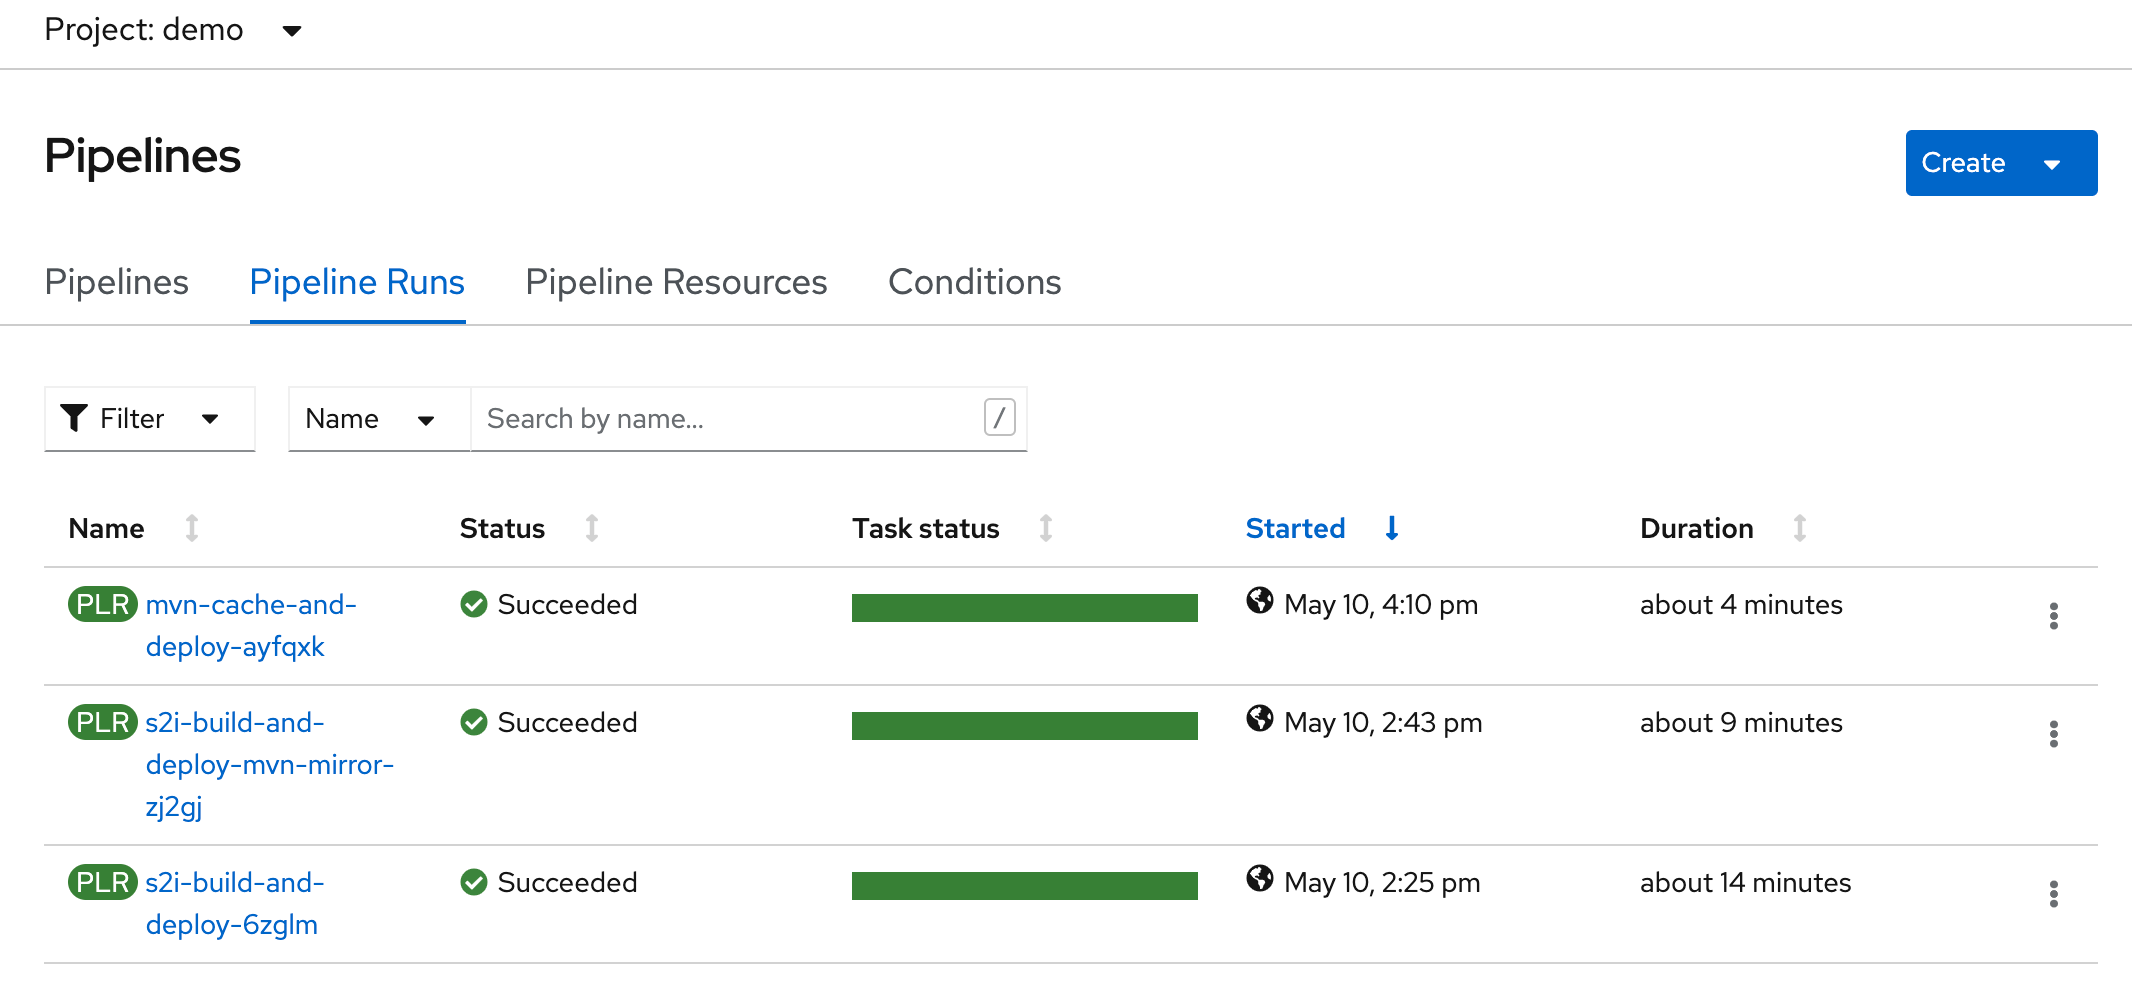 Project: demo
Pipelines
Create
Pipelines Pipeline Runs Pipeline Resources Conditions
Filter Name Search by name... /
Name Status Task status Started Duration
PLR mvn-cache-and- Succeeded May 10, 4:10 pm about 4 minutes
deploy-ayfqxk
PLR s2i-build-and- Succeeded May 10, 2:43 pm about 9 minutes
deploy-mvn-mirror-
zj2gj
PLR s2i-build-and- Succeeded May 10, 2:25 pm about 14 minutes
deploy-6zglm